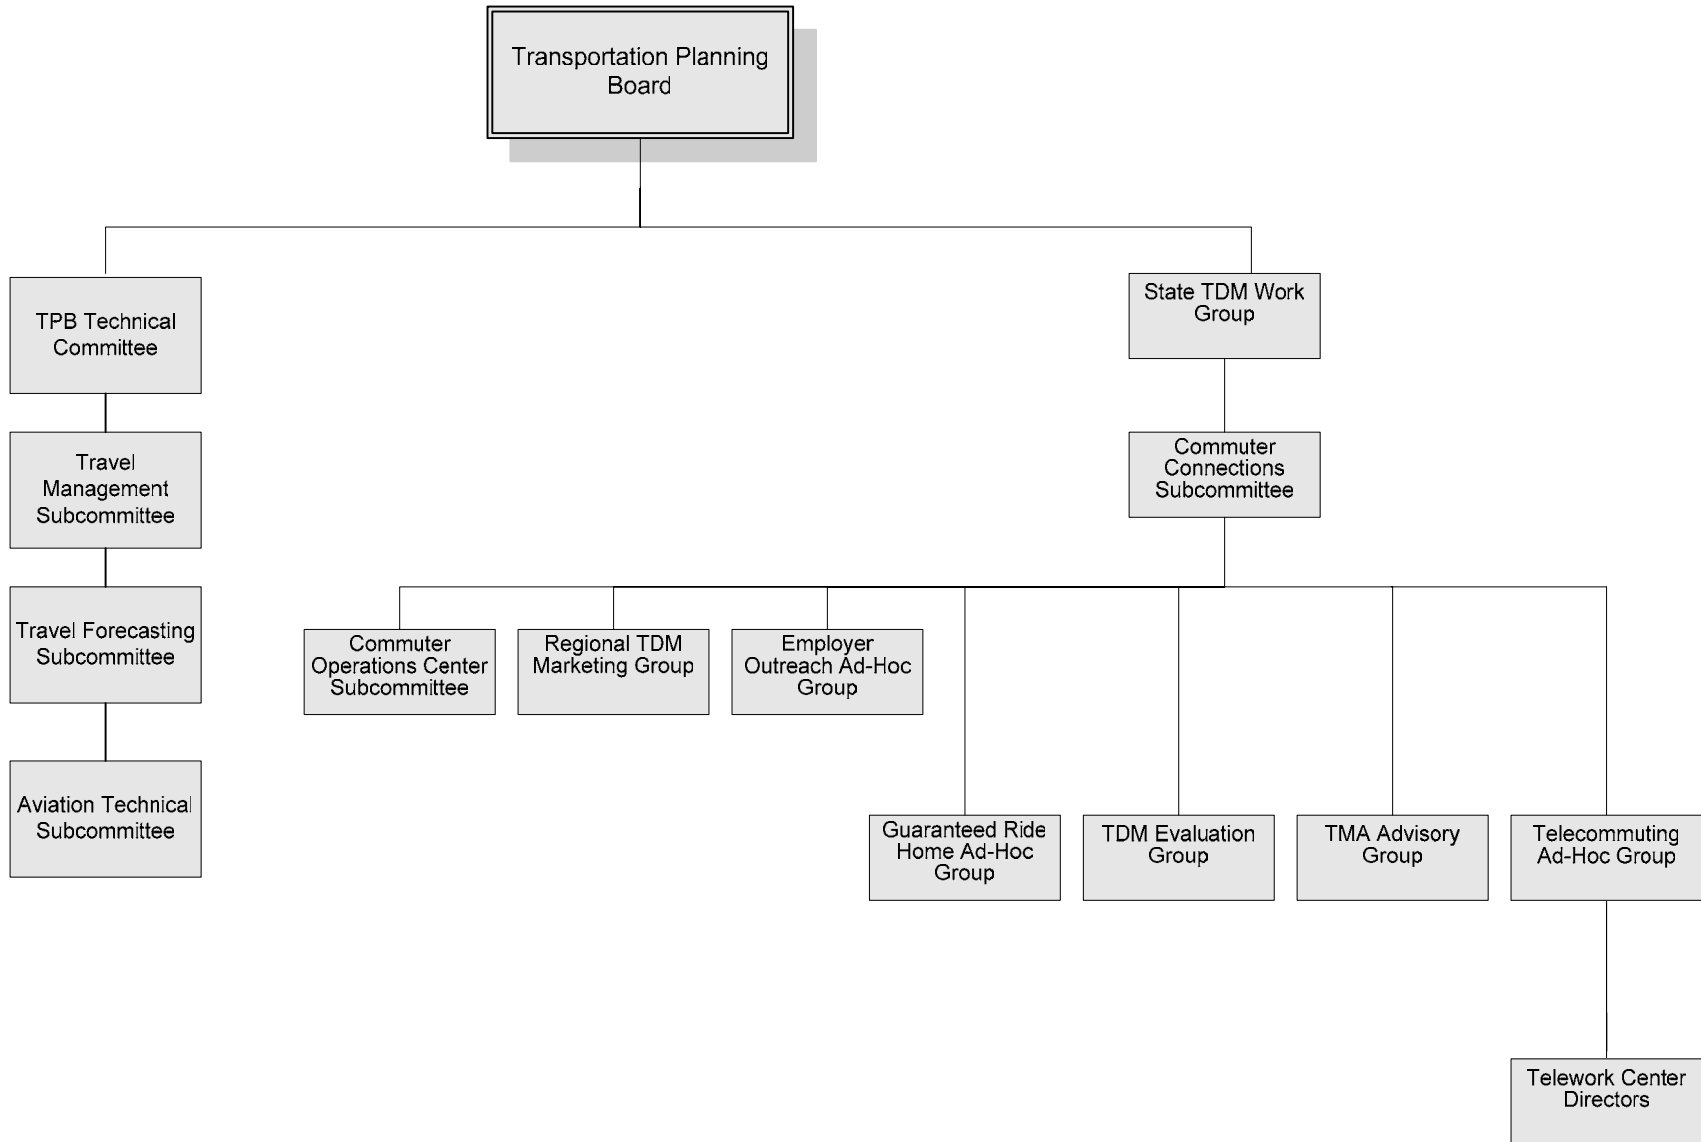 Transportation Planning
Board
TPB Technical
Committee
State TDM Work
Group
Travel
Management
Subcommittee
Commuter
Connections
Subcommittee
Travel Forecasting
Subcommittee
Commuter
Operations Center
Subcommittee
Regional TDM
Marketing Group
Employer
Outreach Ad-Hoc
Group
Aviation Technical
Subcommittee
Guaranteed Ride
Home Ad-Hoc
Group
TDM Evaluation
Group
TMA Advisory
Group
Telecommuting
Ad-Hoc Group
Telework Center
Directors